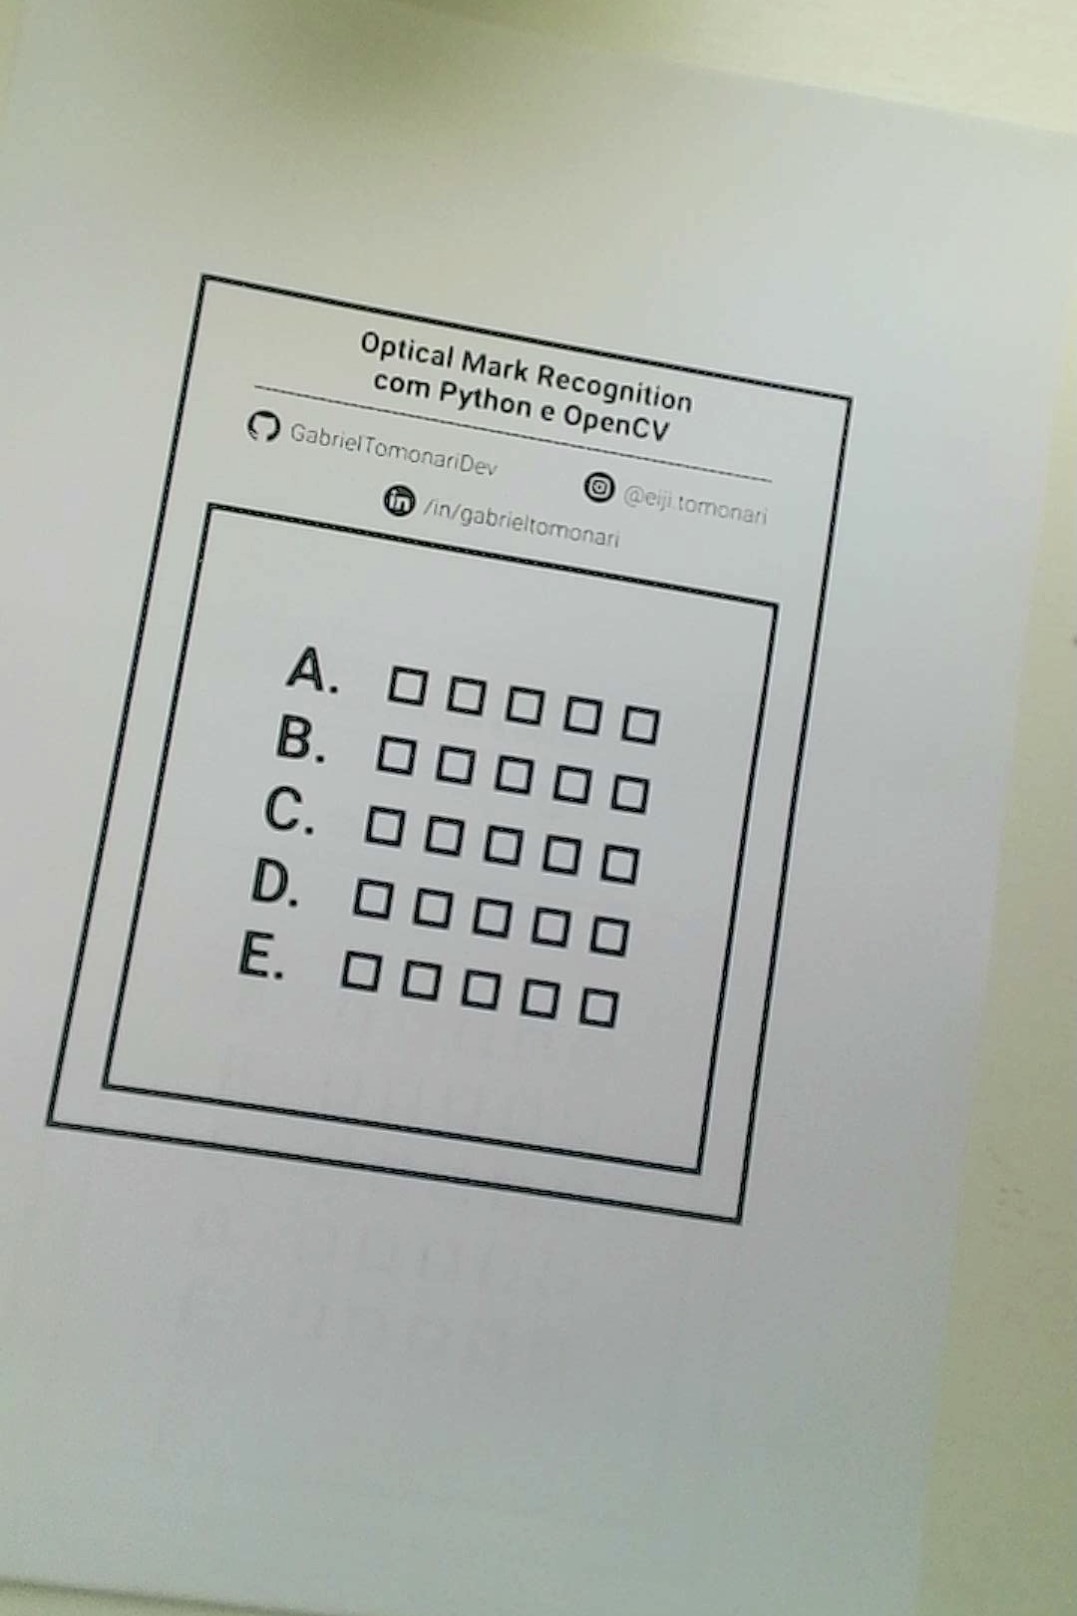 Optical Mark Recognition
com Python e OpenCV
GabrielTomonariDev
@eiji.tomonari
/in/gabrieltomonari
A.
B.
C.
D.
E.